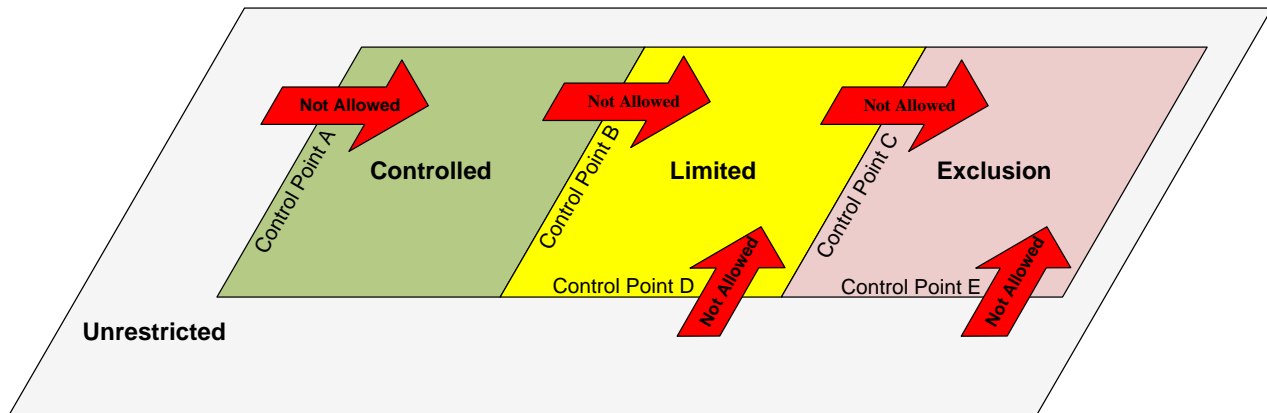 Not Allowed
Not Allowed
Not Allowed
Control Point A
Controlled
Control Point B
Limited
Control Point C
Exclusion
Control Point D
Not Allowed
Control Point E
Not Allowed
Unrestricted